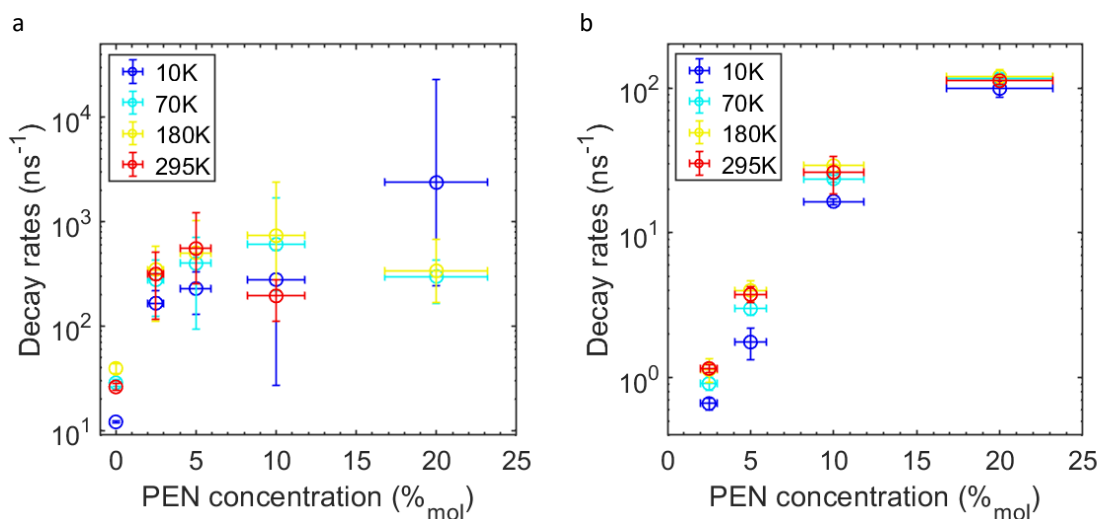 a
10K
70K
180K
295K
10⁴
10³
10²
10¹
Decay rates (ns⁻¹)
0 5 10 15 20 25
PEN concentration (%mol)
b
10K
70K
180K
295K
10²
10¹
10⁰
Decay rates (ns⁻¹)
0 5 10 15 20 25
PEN concentration (%mol)